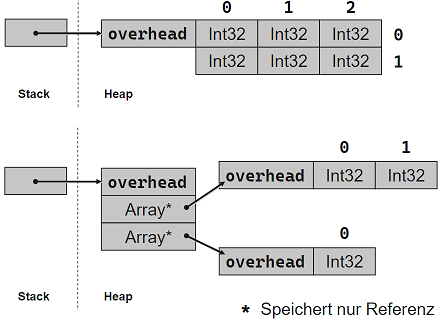 0 1 2
overhead Int32 Int32 Int32 0
Int32 Int32 Int32 1
Stack Heap
0 1
overhead overhead Int32 Int32
Array*
Array*
0
overhead Int32
Stack Heap
* Speichert nur Referenz